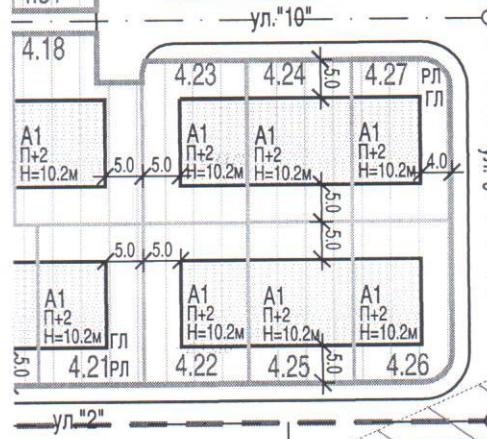 ул."10"
4.18
4.23
4.24
4.27
РЛ
ГЛ
5.0
А1
П+2
Н=10.2м
А1
П+2
Н=10.2м
А1
П+2
Н=10.2м
А1
П+2
Н=10.2м
5.0
5.0
4.0
5.0
5.0
5.0
5.0
А1
П+2
Н=10.2м
А1
П+2
Н=10.2м
А1
П+2
Н=10.2м
А1
П+2
Н=10.2м
ГЛ
5.0
4.21
РЛ
4.22
4.25
5.0
4.26
ул."2"